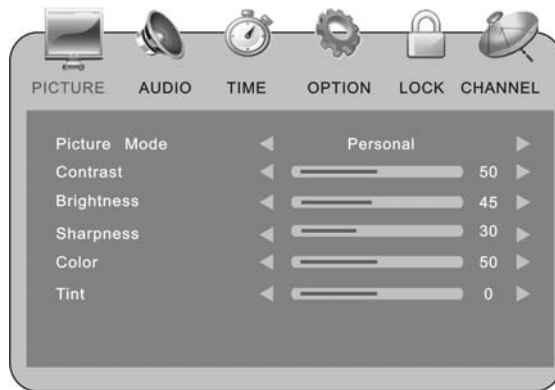 PICTURE AUDIO TIME OPTION LOCK CHANNEL
Picture Mode Personal
Contrast 50
Brightness 45
Sharpness 30
Color 50
Tint 0